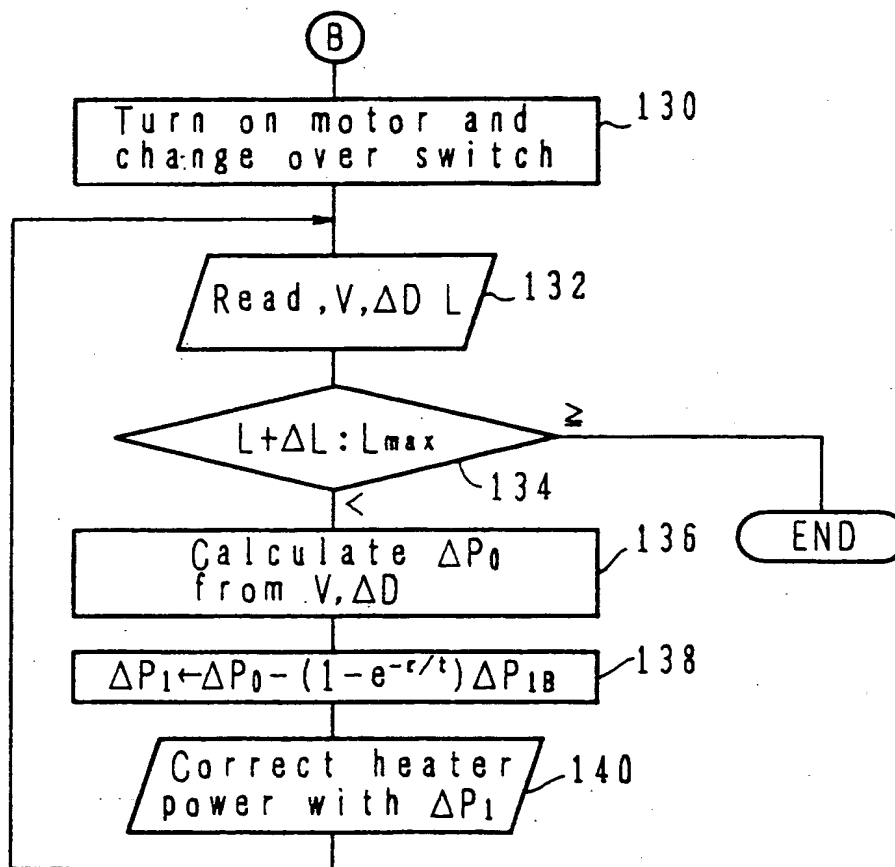 B
Turn on motor and
change over switch
130
Read ,V,ΔD L
132
L+ΔL:Lmax
≧
134
<
END
Calculate ΔP0
from V,ΔD
136
ΔP1←ΔP0-(1-e^-r/t)ΔP1B
138
Correct heater
power with ΔP1
140